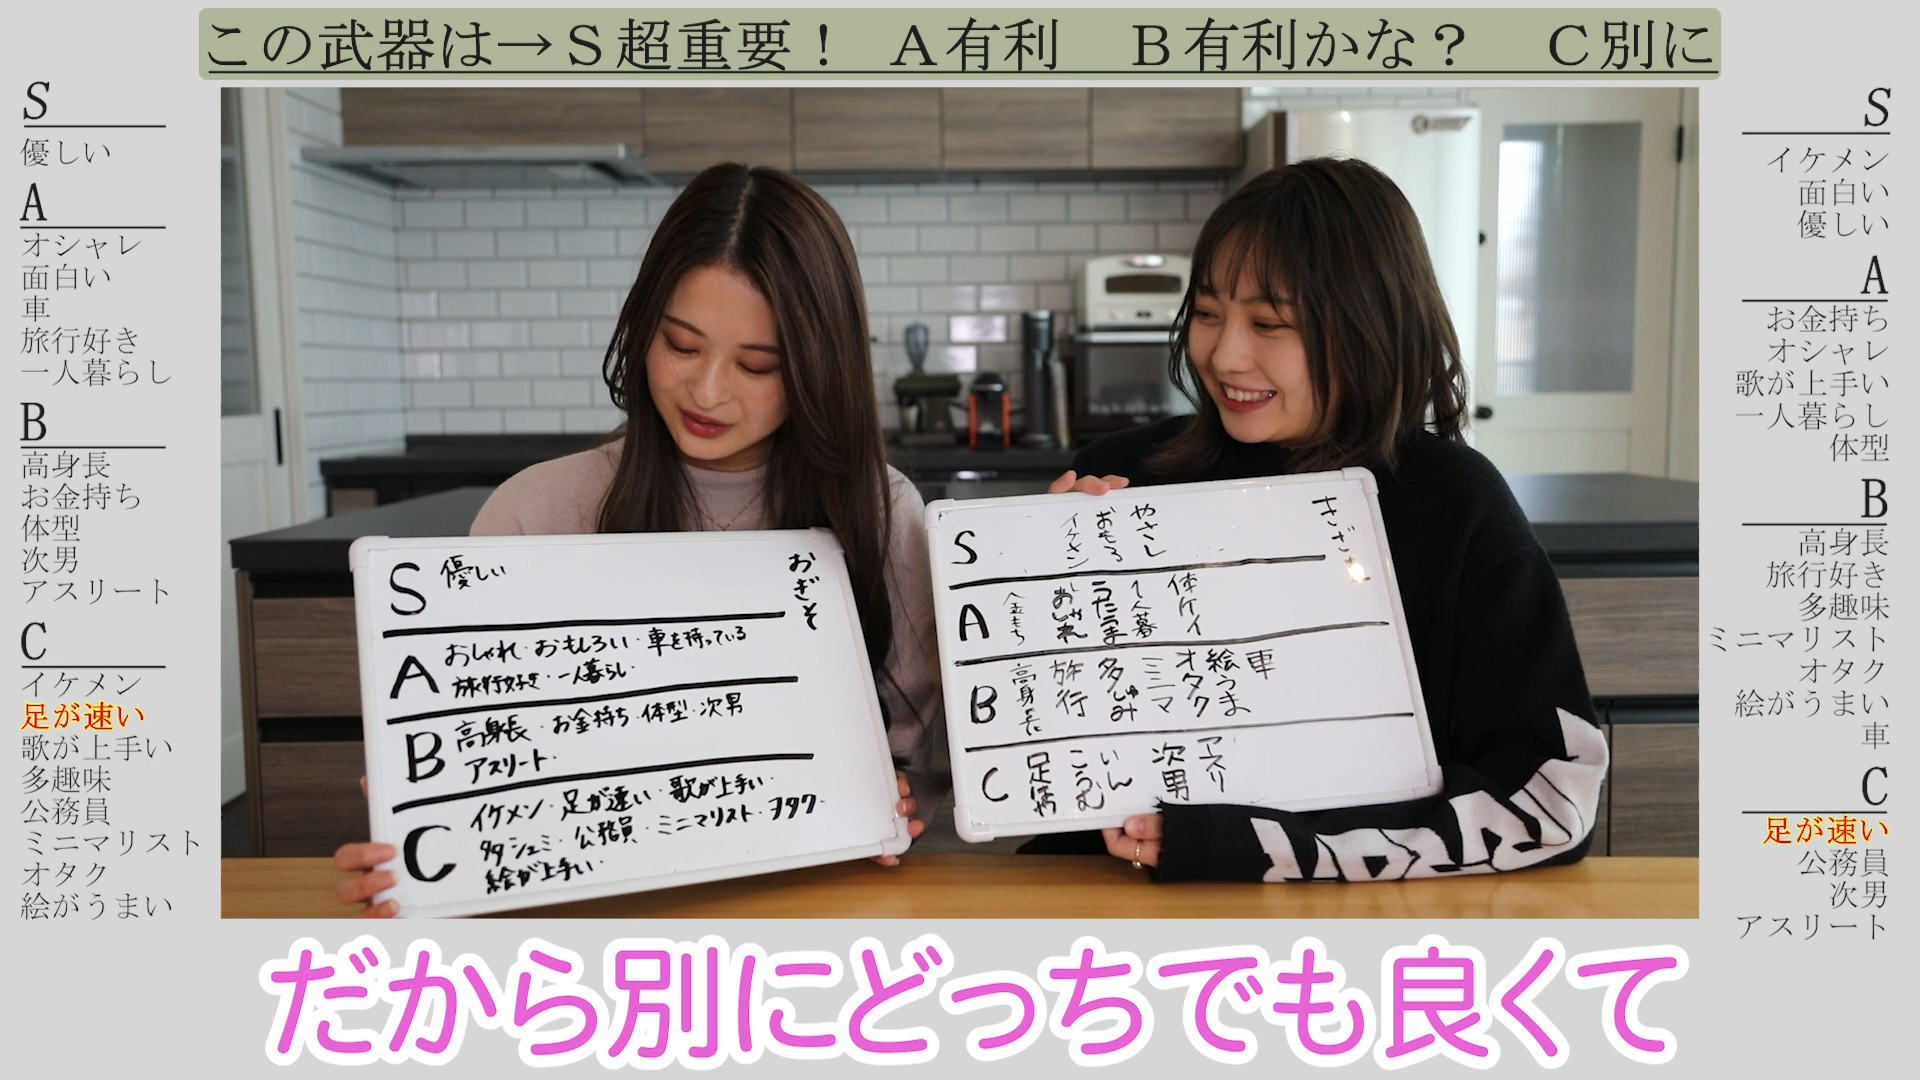 この武器は→S超重要！ A有利 B有利かな？ C別に
S
優しい
A
オシャレ
面白い
車
旅行好き
一人暮らし
B
高身長
お金持ち
体型
次男
アスリート
C
イケメン
足が速い
歌が上手い
多趣味
公務員
ミニマリスト
オタク
絵がうまい
おぎそ
S 優しい
A おしゃれ・おもしろい・車を持っている
旅行好き・一人暮らし・
B 高身長・お金持ち・体型・次男
アスリート・
C イケメン・足が速い・歌が上手い・
タシュミ・公務員・ミニマリスト・ヲタク・
絵が上手い・
きざき
S
イケメン
おもろ
やさし
A
金もち
おしゃれ
うたうま
1人暮
体ケイ
B
高身長
旅行
多しゅみ
ミニマ
オタク
絵うま
車
C
こうむ
いん
次男
アスリ
S
イケメン
面白い
優しい
A
お金持ち
オシャレ
歌が上手い
一人暮らし
体型
B
高身長
旅行好き
多趣味
ミニマリスト
オタク
絵がうまい
車
C
足が速い
公務員
次男
アスリート
だから別にどっちでも良くて